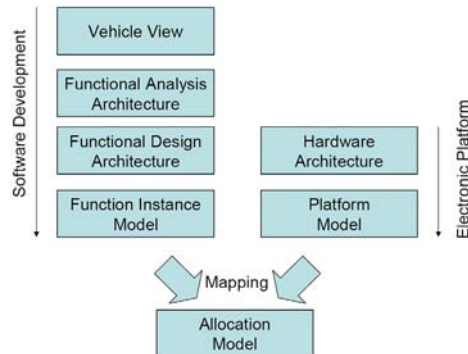 Software Development
Vehicle View
Functional Analysis
Architecture
Functional Design
Architecture
Function Instance
Model
Hardware
Architecture
Platform
Model
Electronic Platform
Mapping
Allocation
Model